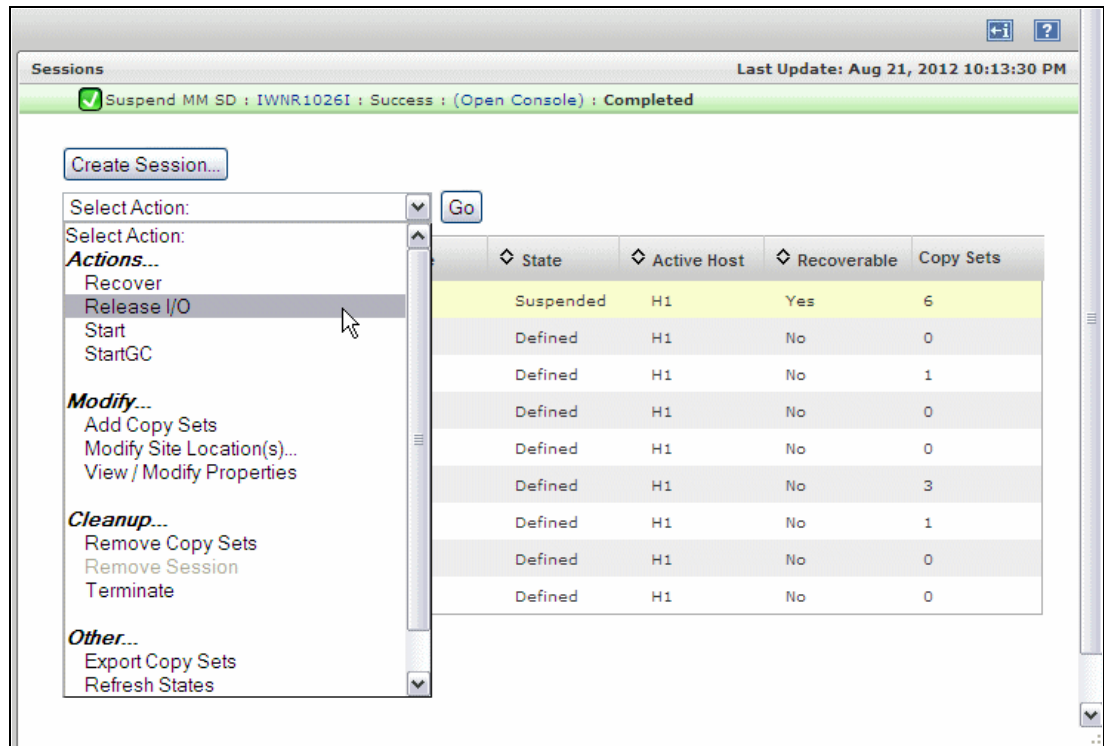 ?
Sessions Last Update: Aug 21, 2012 10:13:30 PM
Suspend MM SD : IWNR1026I : Success : (Open Console) : Completed
Create Session...
Select Action: Go
Select Action:
Actions...
Recover
Release I/O
Start
StartGC
Modify...
Add Copy Sets
Modify Site Location(s)...
View / Modify Properties
Cleanup...
Remove Copy Sets
Remove Session
Terminate
Other...
Export Copy Sets
Refresh States
State Active Host Recoverable Copy Sets
Suspended H1 Yes 6
Defined H1 No 0
Defined H1 No 1
Defined H1 No 0
Defined H1 No 0
Defined H1 No 3
Defined H1 No 1
Defined H1 No 0
Defined H1 No 0